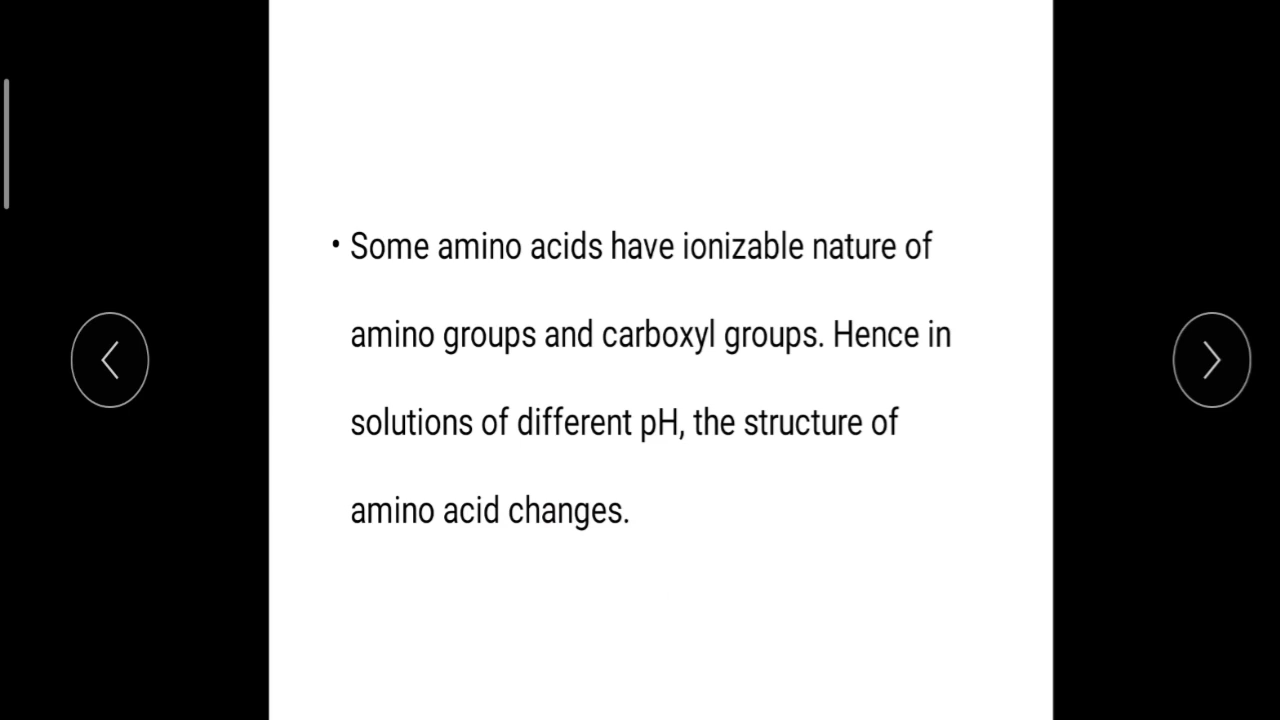 • Some amino acids have ionizable nature of
amino groups and carboxyl groups. Hence in
solutions of different pH, the structure of
amino acid changes.